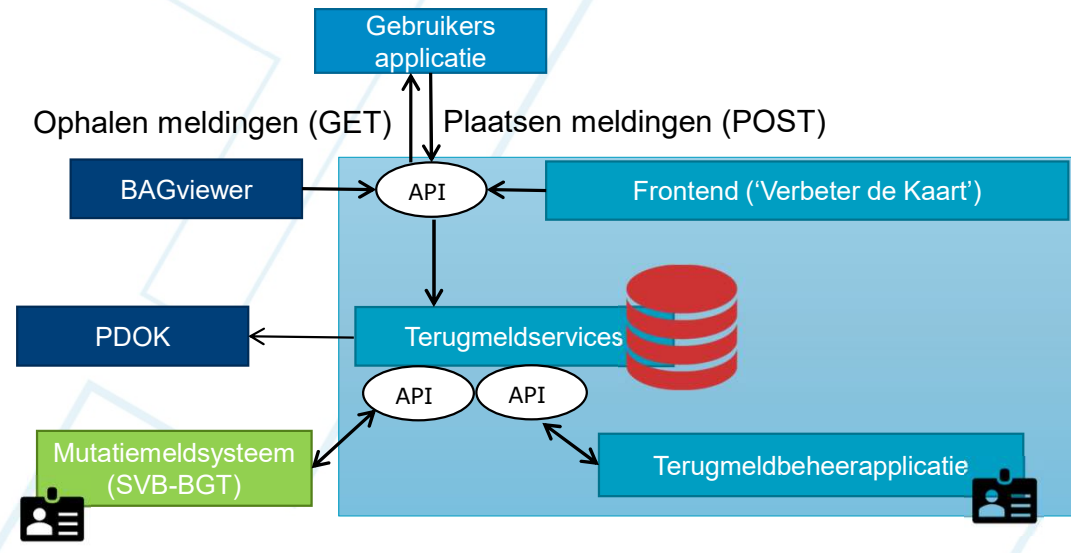 Gebruikers
applicatie
Ophalen meldingen (GET)
Plaatsen meldingen (POST)
BAGviewer
API
Frontend (‘Verbeter de Kaart’)
PDOK
Terugmeldservices
API
API
Mutatiemeldsysteem
(SVB-BGT)
Terugmeldbeheerapplicatie